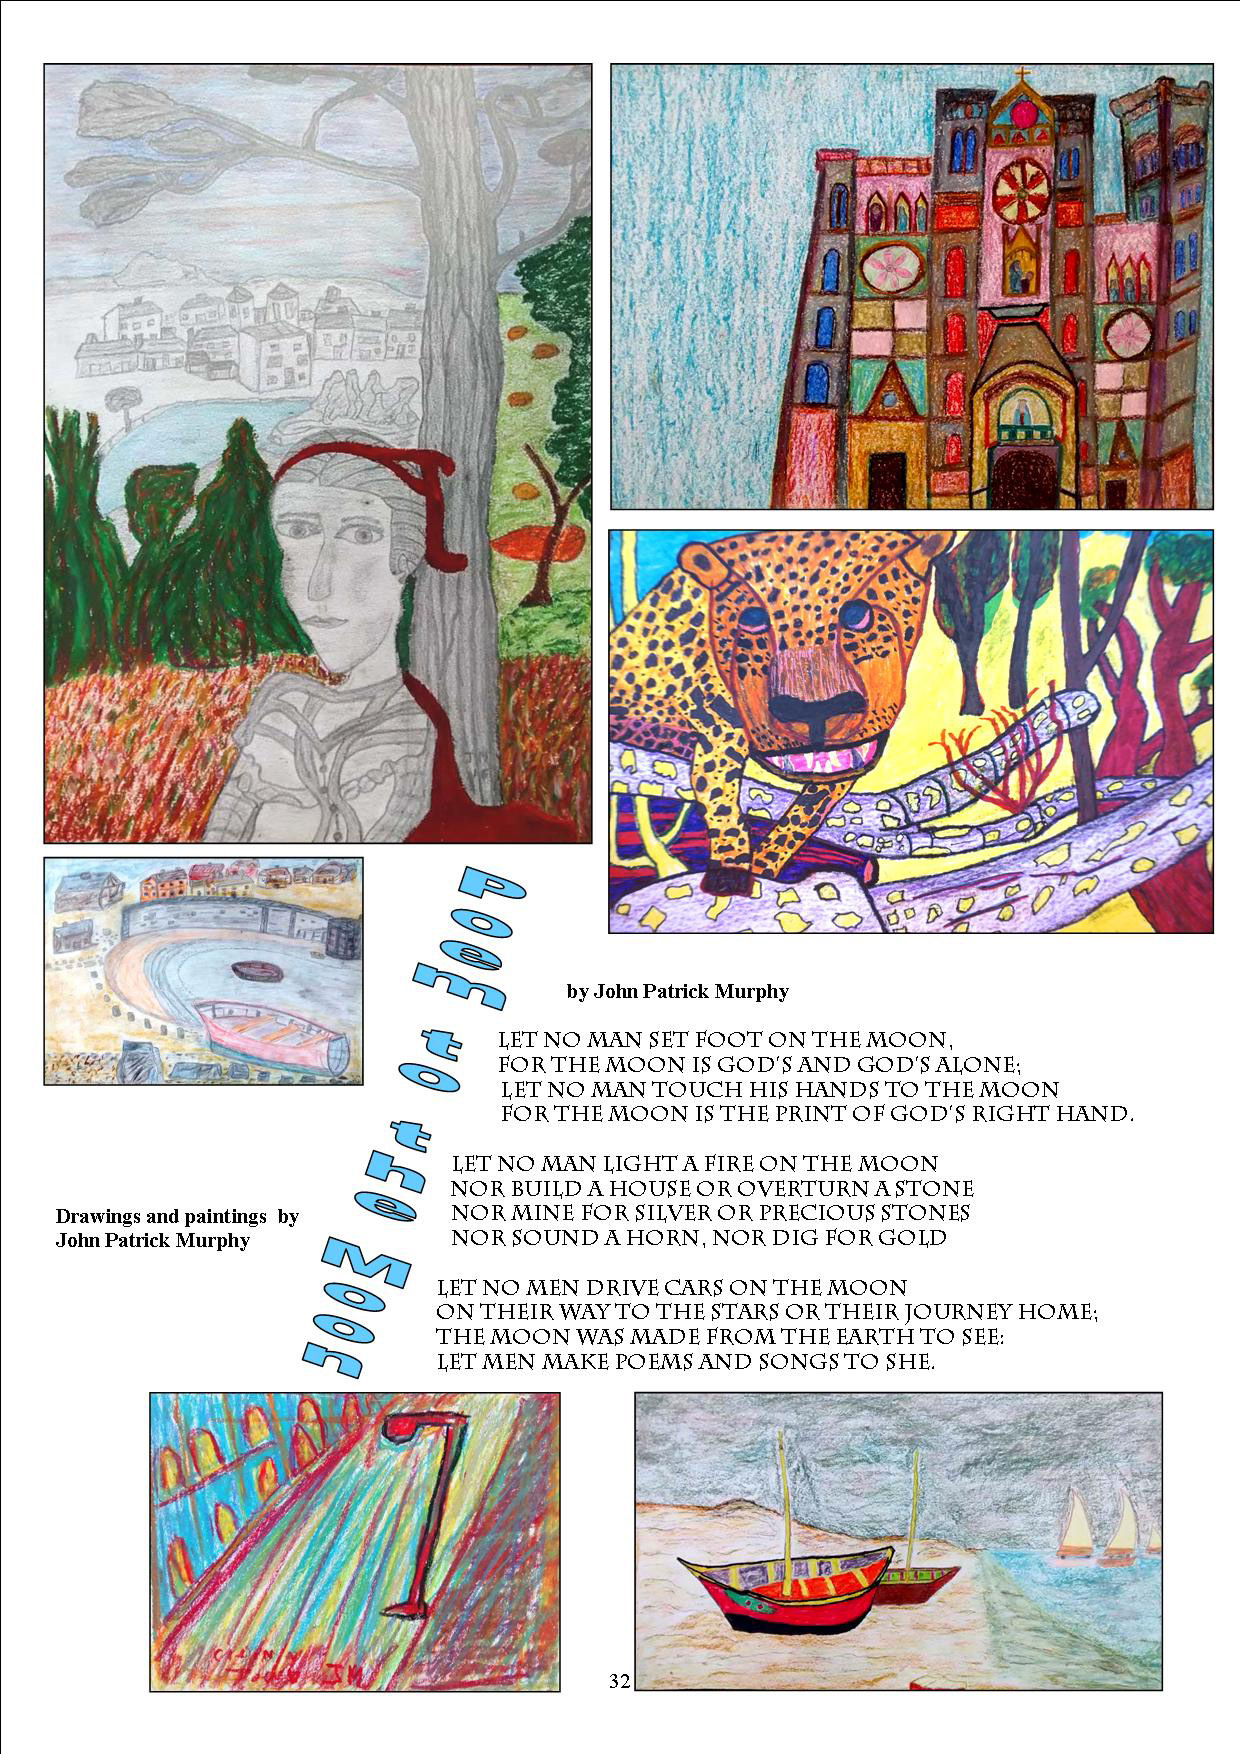 Poem to the Moon
by John Patrick Murphy
LET NO MAN SET FOOT ON THE MOON,
FOR THE MOON IS GOD'S AND GOD'S ALONE;
LET NO MAN TOUCH HIS HANDS TO THE MOON
FOR THE MOON IS THE PRINT OF GOD'S RIGHT HAND.
LET NO MAN LIGHT A FIRE ON THE MOON
NOR BUILD A HOUSE OR OVERTURN A STONE
NOR MINE FOR SILVER OR PRECIOUS STONES
NOR SOUND A HORN, NOR DIG FOR GOLD
LET NO MEN DRIVE CARS ON THE MOON
ON THEIR WAY TO THE STARS OR THEIR JOURNEY HOME;
THE MOON WAS MADE FROM THE EARTH TO SEE:
LET MEN MAKE POEMS AND SONGS TO SHE.
Drawings and paintings by
John Patrick Murphy
JM
32